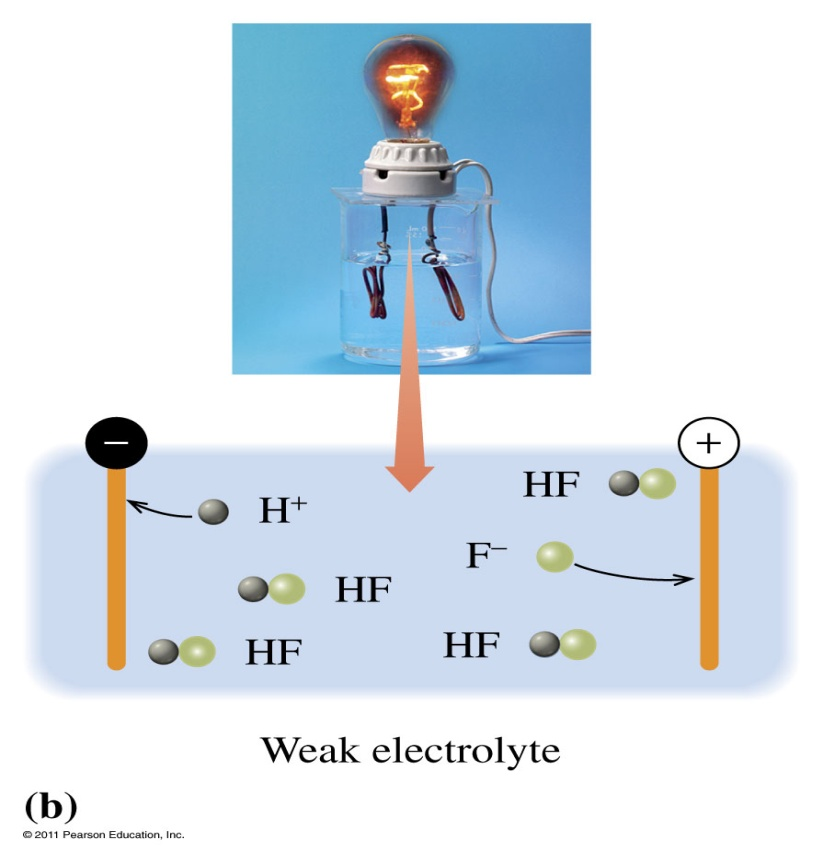 −
+
H⁺
HF
F⁻
HF
HF
HF
Weak electrolyte
(b)
© 2011 Pearson Education, Inc.